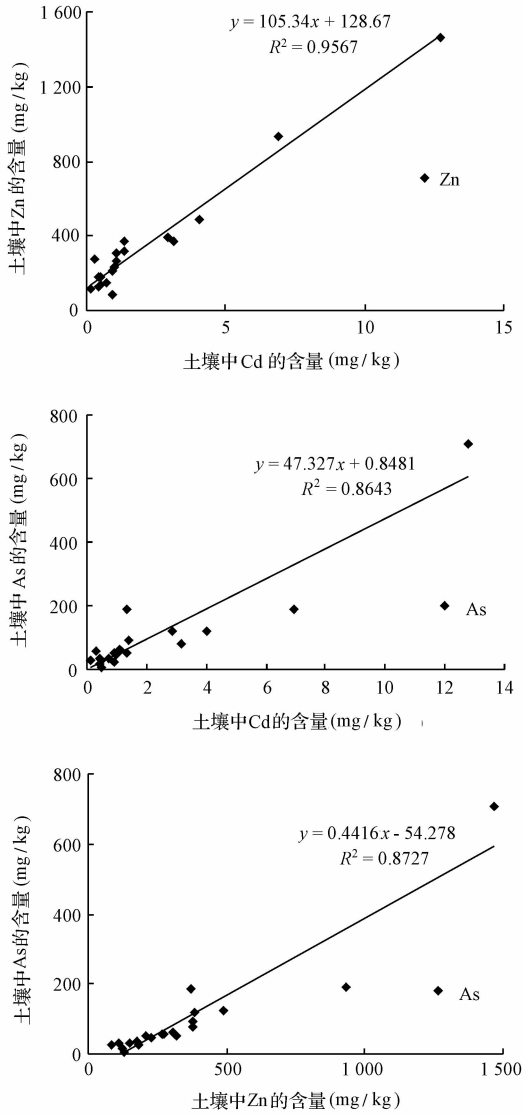 y = 105.34x + 128.67
R² = 0.9567
1 600
1 200
800
400
0
土壤中Zn的含量(mg/kg)
Zn
0 5 10 15
土壤中Cd 的含量(mg/kg)
800
600
400
200
0
土壤中 As的含量(mg/kg)
y = 47.327x + 0.8481
R² = 0.8643
As
0 2 4 6 8 10 12 14
土壤中Cd的含量(mg/kg)
800
600
400
200
0
土壤中As的含量(mg/kg)
y = 0.4416x - 54.278
R² = 0.8727
As
0 500 1 000 1 500
土壤中Zn的含量(mg/kg)